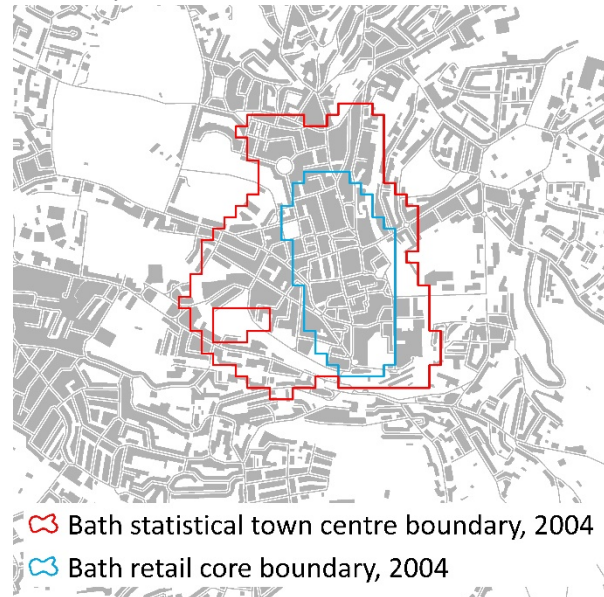 Bath statistical town centre boundary, 2004
Bath retail core boundary, 2004